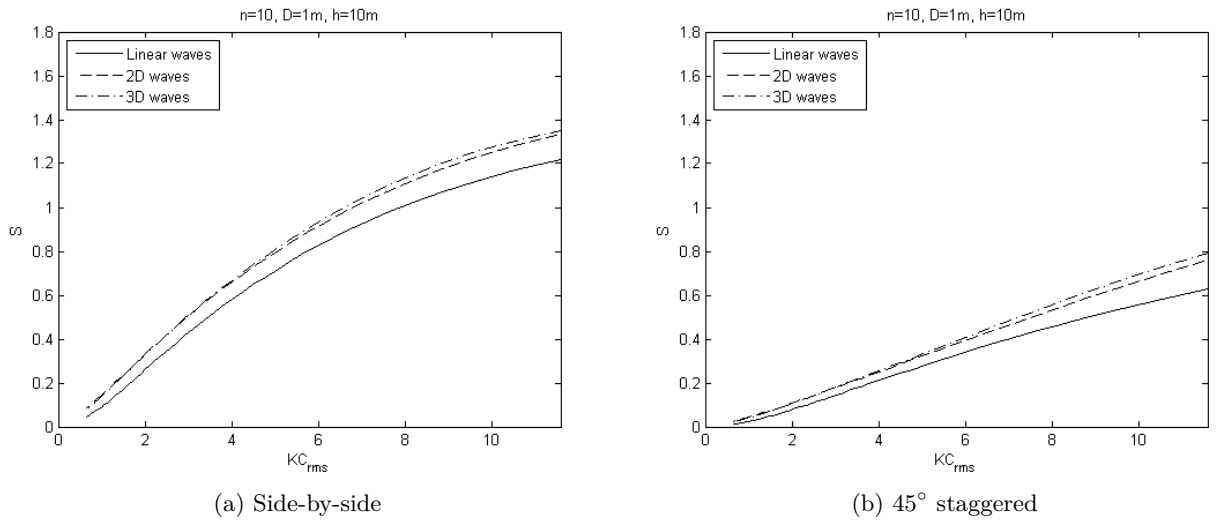 n=10, D=1m, h=10m
1.8
1.6
1.4
1.2
1
0.8
0.6
0.4
0.2
0
S
Linear waves
2D waves
3D waves
0 2 4 6 8 10
KC_rms
(a) Side-by-side
n=10, D=1m, h=10m
1.8
1.6
1.4
1.2
1
0.8
0.6
0.4
0.2
0
S
Linear waves
2D waves
3D waves
0 2 4 6 8 10
KC_rms
(b) 45° staggered